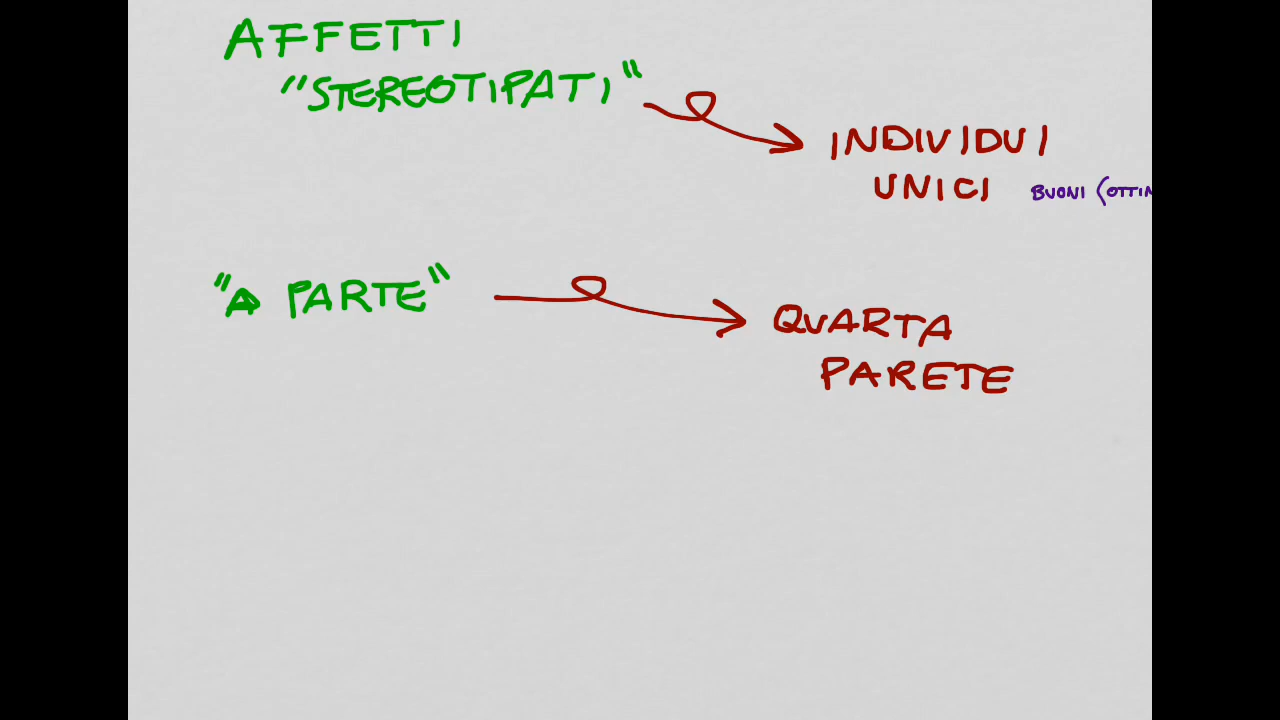 AFFETTI
"STEREOTIPATI"
INDIVIDUI
UNICI BUONI
"A PARTE"
QUARTA
PARETE